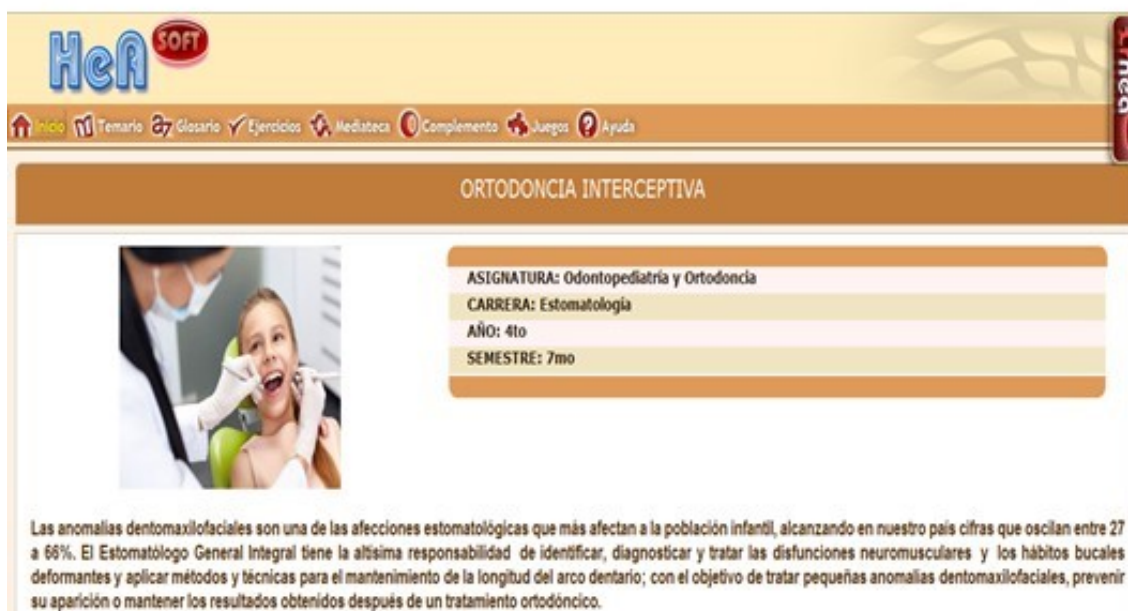 HeA SOFT
Inicio Temario Glosario Ejercicios Mediateca Complemento Juegos Ayuda
ORTODONCIA INTERCEPTIVA
ASIGNATURA: Odontopediatría y Ortodoncia
CARRERA: Estomatología
AÑO: 4to
SEMESTRE: 7mo
Las anomalías dentomaxilofaciales son una de las afecciones estomatológicas que más afectan a la población infantil, alcanzando en nuestro país cifras que oscilan entre 27
a 66%. El Estomatólogo General Integral tiene la altísima responsabilidad de identificar, diagnosticar y tratar las disfunciones neuromusculares y los hábitos bucales
deformantes y aplicar métodos y técnicas para el mantenimiento de la longitud del arco dentario; con el objetivo de tratar pequeñas anomalías dentomaxilofaciales, prevenir
su aparición o mantener los resultados obtenidos después de un tratamiento ortodóncico.